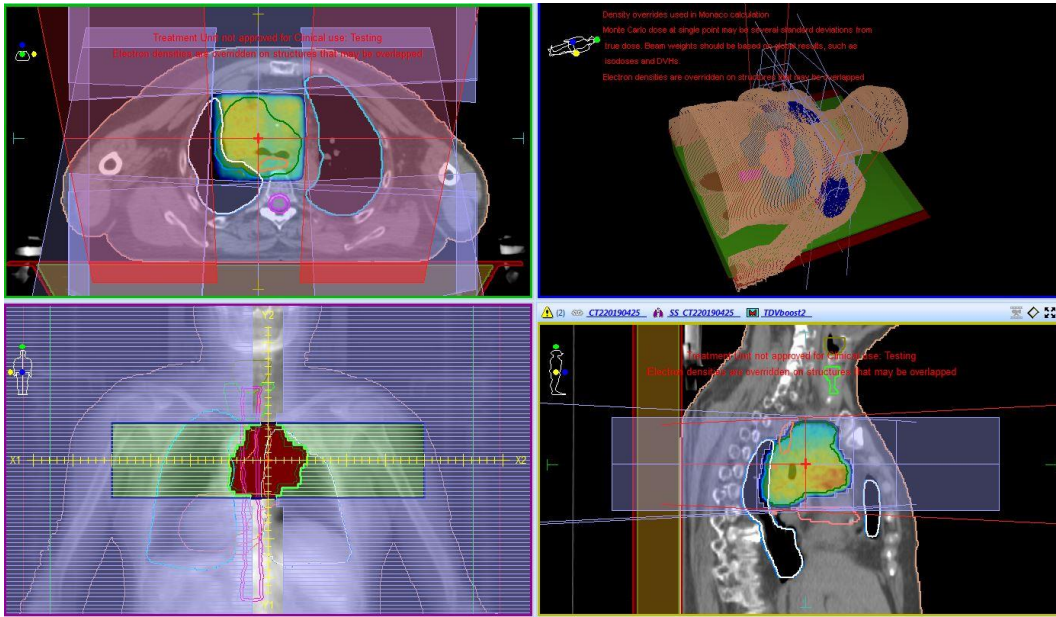 Treatment Unit not approved for Clinical use: Testing
Electron densities are overridden on structures that may be overlapped
Density overrides used in Monaco calculation
Monte Carlo dose at single point may be several standard deviations from
true dose. Beam weights should be based on global results, such as
isodoses and DVHs.
Electron densities are overridden on structures that may be overlapped
Y2
X1
X2
(2) CT220190425 SS_CT220190425 TDVboost2
Treatment Unit not approved for Clinical use: Testing
Electron densities are overridden on structures that may be overlapped